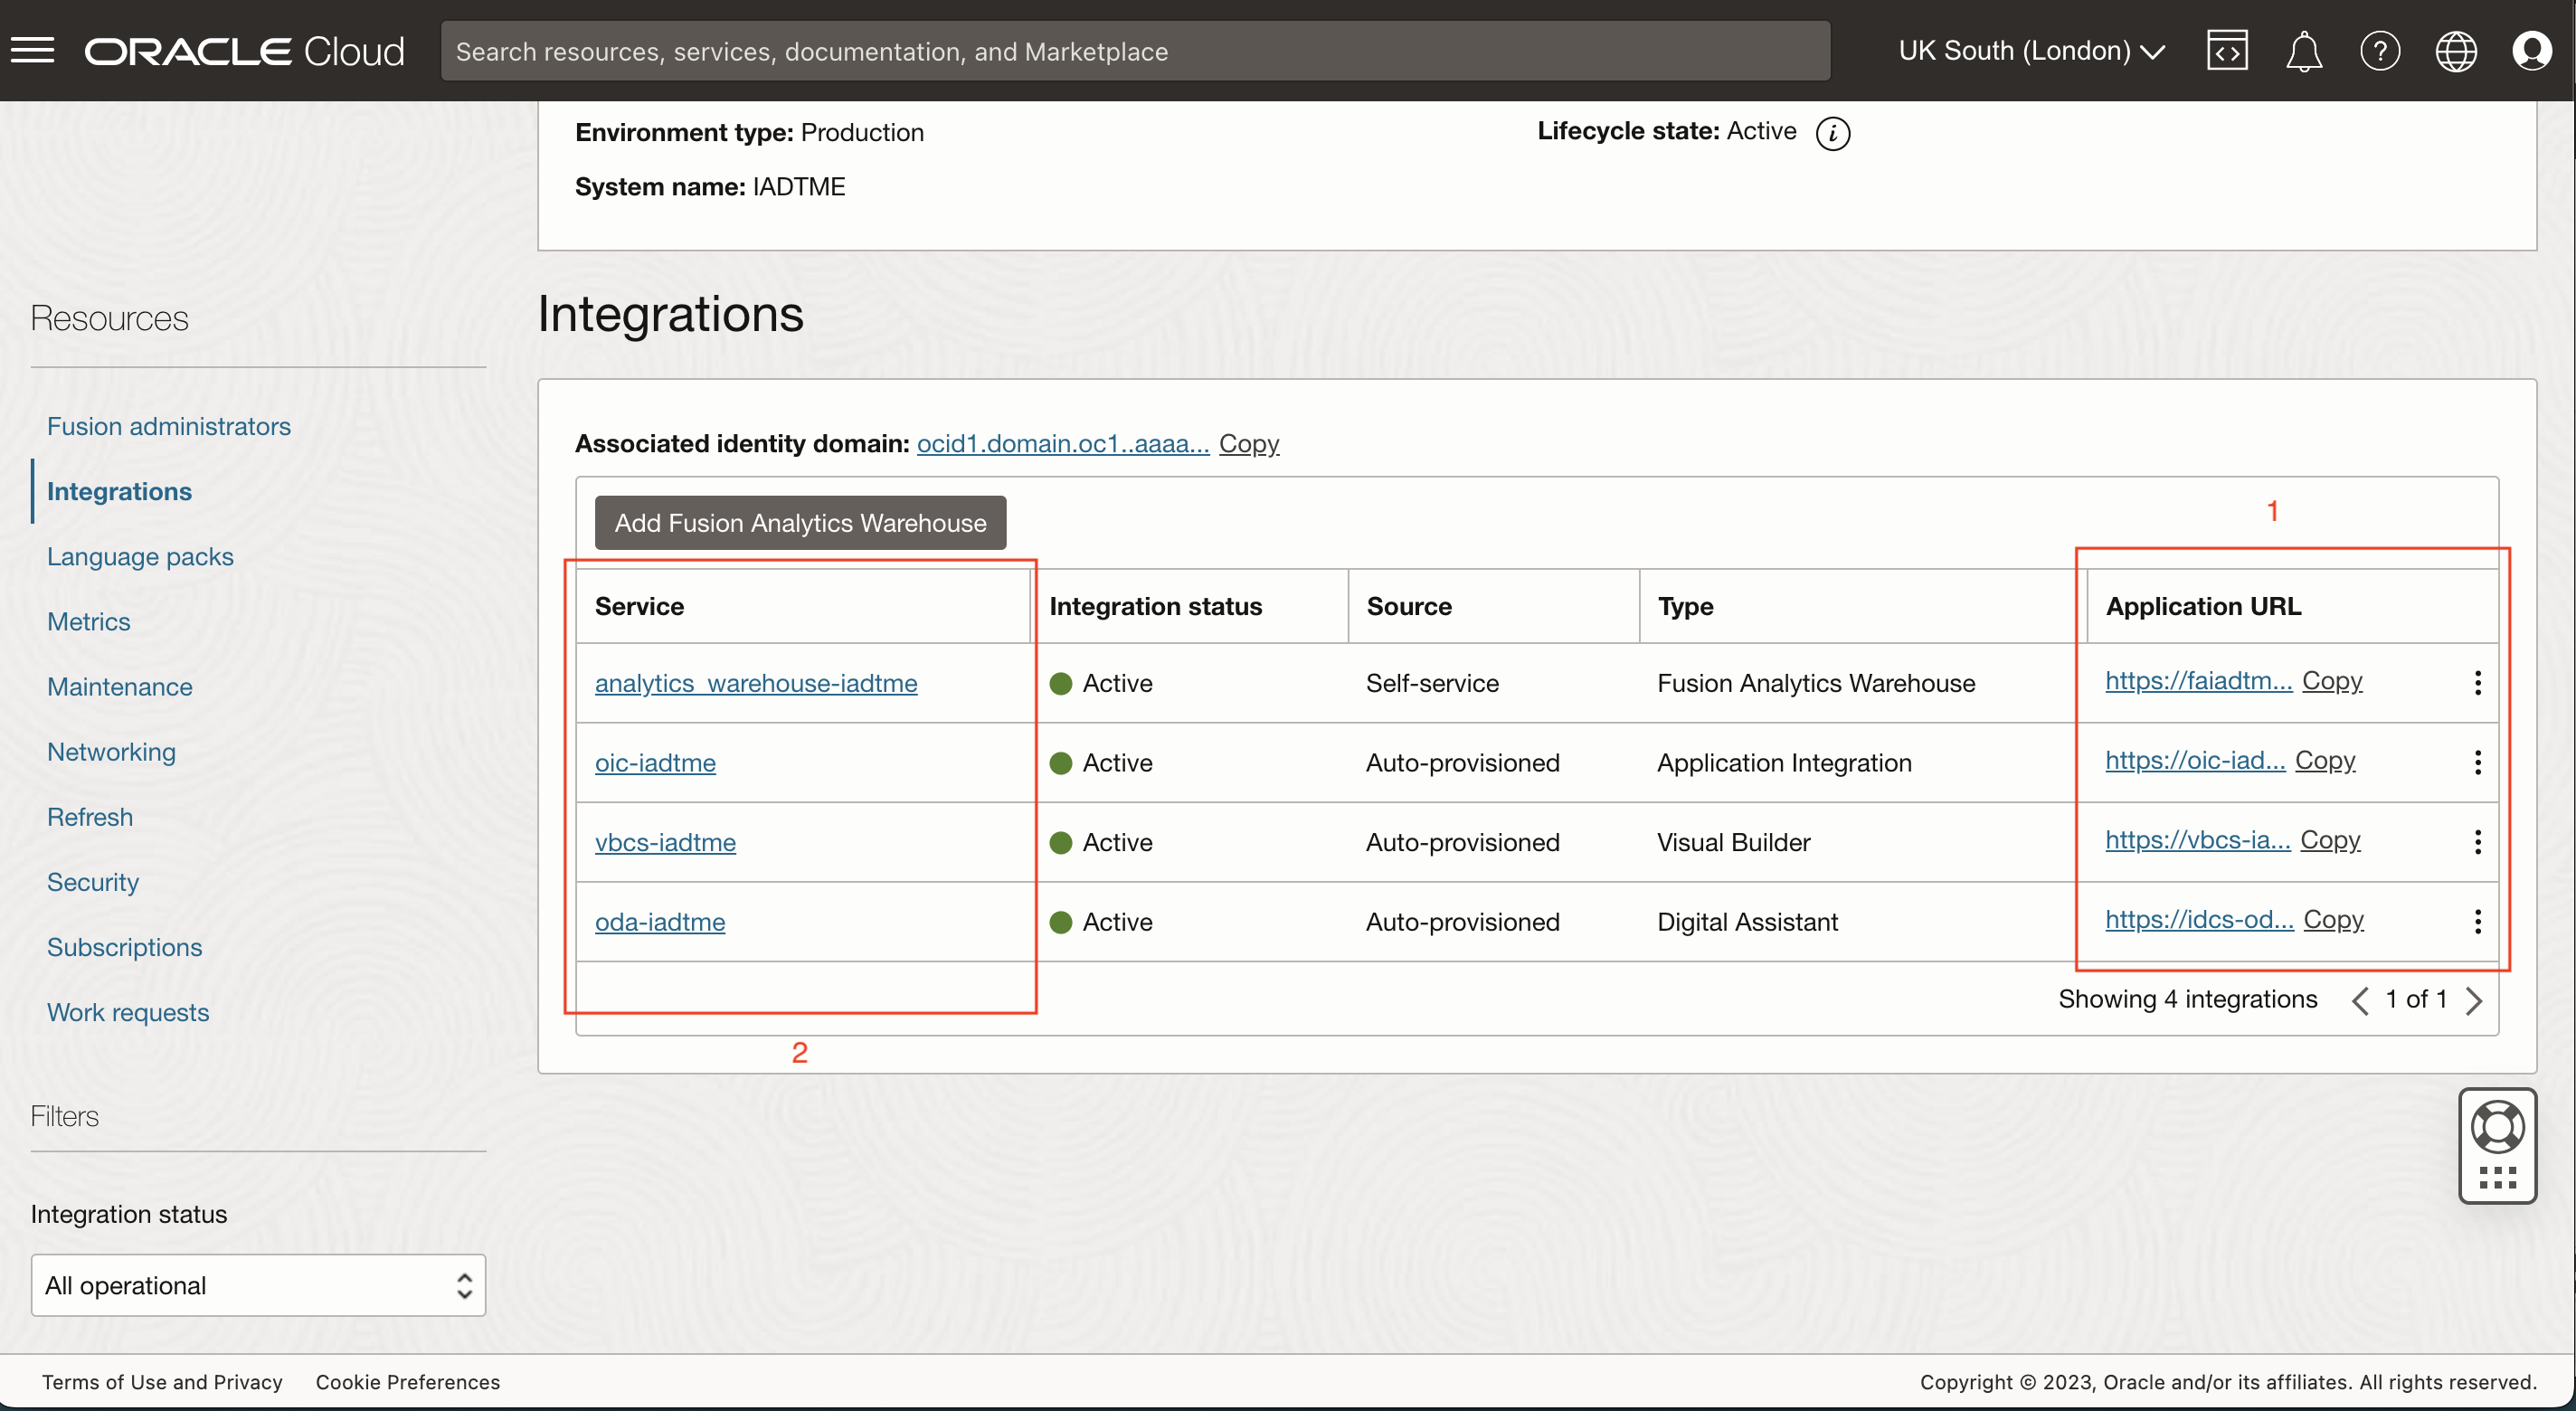 ORACLE Cloud
Search resources, services, documentation, and Marketplace
UK South (London)
Environment type: Production
Lifecycle state: Active
System name: IADTME
Resources
Fusion administrators
Integrations
Language packs
Metrics
Maintenance
Networking
Refresh
Security
Subscriptions
Work requests
Filters
Integration status
All operational
Integrations
Associated identity domain: ocid1.domain.oc1..aaaa... Copy
Add Fusion Analytics Warehouse
1
Service Integration status Source Type Application URL
analytics_warehouse-iadtme Active Self-service Fusion Analytics Warehouse https://faiadtm... Copy
oic-iadtme Active Auto-provisioned Application Integration https://oic-iad... Copy
vbcs-iadtme Active Auto-provisioned Visual Builder https://vbcs-ia... Copy
oda-iadtme Active Auto-provisioned Digital Assistant https://idcs-od... Copy
Showing 4 integrations 1 of 1
2
Terms of Use and Privacy Cookie Preferences
Copyright © 2023, Oracle and/or its affiliates. All rights reserved.